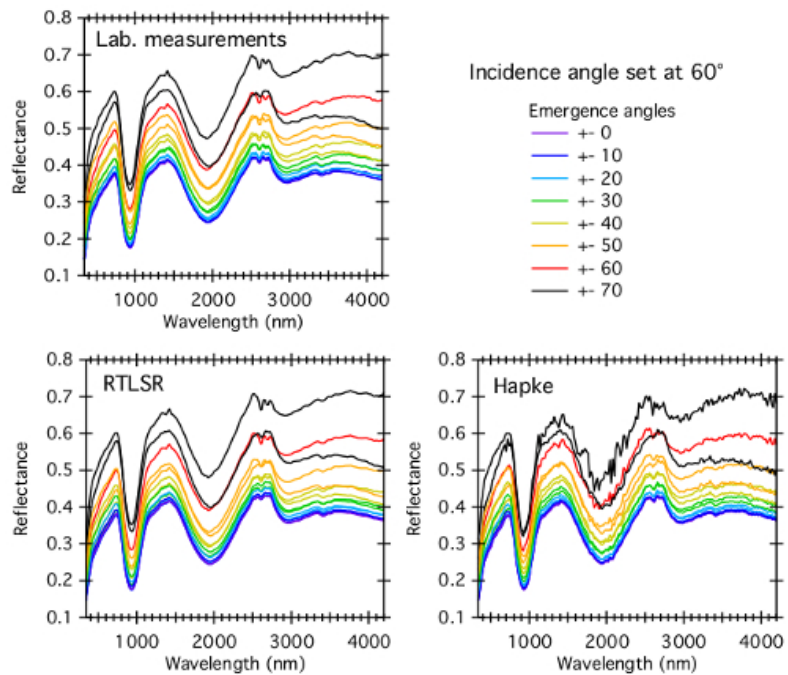 0.8
Lab. measurements
0.7
0.6
0.5
0.4
0.3
0.2
0.1
Reflectance
1000 2000 3000 4000
Wavelength (nm)
Incidence angle set at 60°
Emergence angles
+- 0
+- 10
+- 20
+- 30
+- 40
+- 50
+- 60
+- 70
0.8
RTLSR
0.7
0.6
0.5
0.4
0.3
0.2
0.1
Reflectance
1000 2000 3000 4000
Wavelength (nm)
0.8
Hapke
0.7
0.6
0.5
0.4
0.3
0.2
0.1
Reflectance
1000 2000 3000 4000
Wavelength (nm)